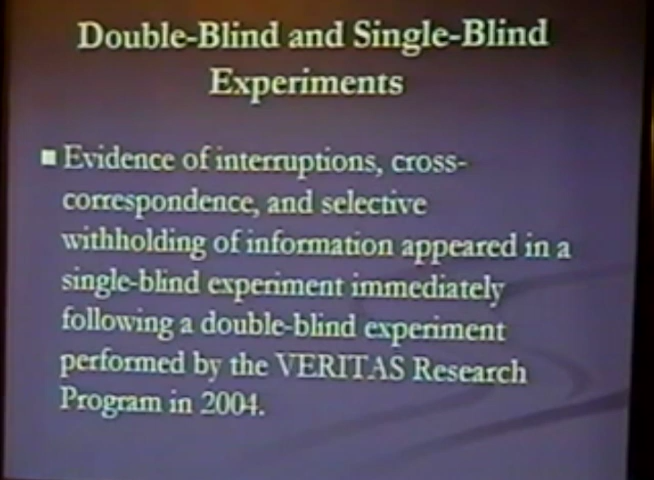 Double-Blind and Single-Blind
Experiments
Evidence of interruptions, cross-
correspondence, and selective
withholding of information appeared in a
single-blind experiment immediately
following a double-blind experiment
performed by the VERITAS Research
Program in 2004.